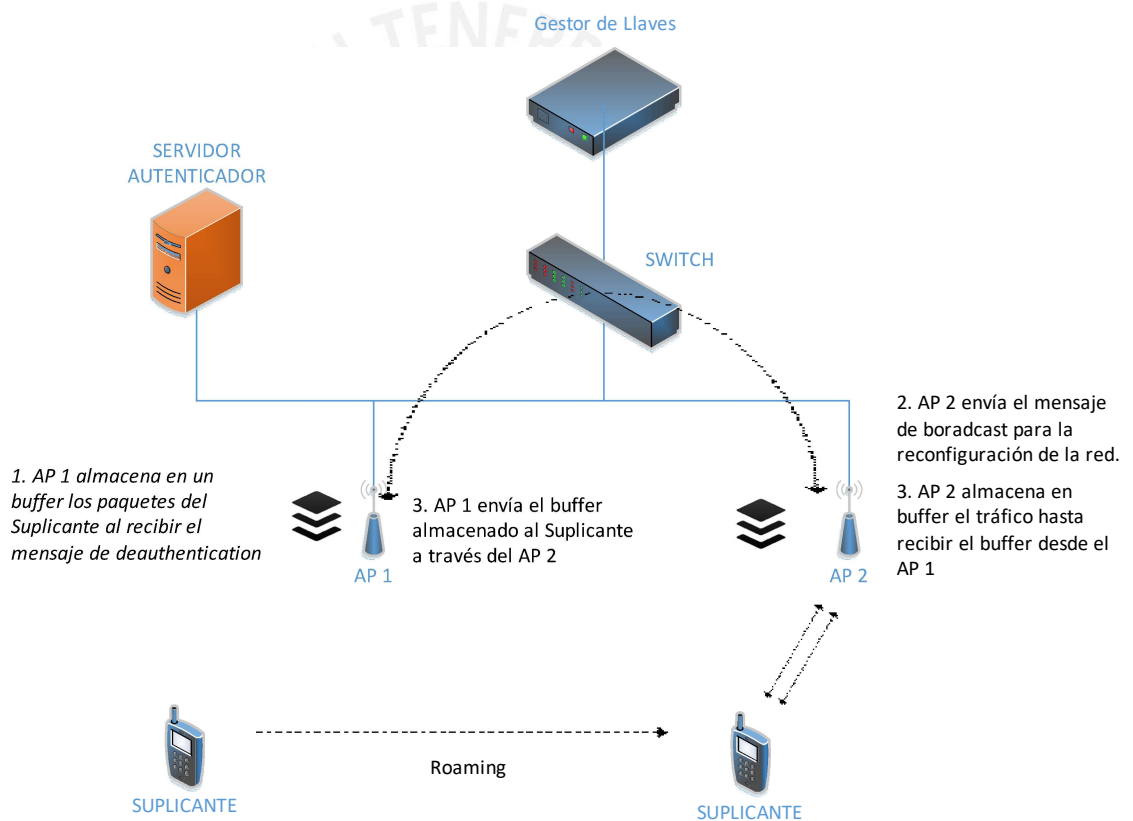 TENEB
Gestor de Llaves
SERVIDOR
AUTENTICADOR
SWITCH
2. AP 2 envía el mensaje
de boradcast para la
reconfiguración de la red.
1. AP 1 almacena en un
buffer los paquetes del
Suplicante al recibir el
mensaje de deauthentication
3. AP 1 envía el buffer
almacenado al Suplicante
a través del AP 2
3. AP 2 almacena en
buffer el tráfico hasta
recibir el buffer desde el
AP 1
AP 1
AP 2
Roaming
SUPLICANTE
SUPLICANTE